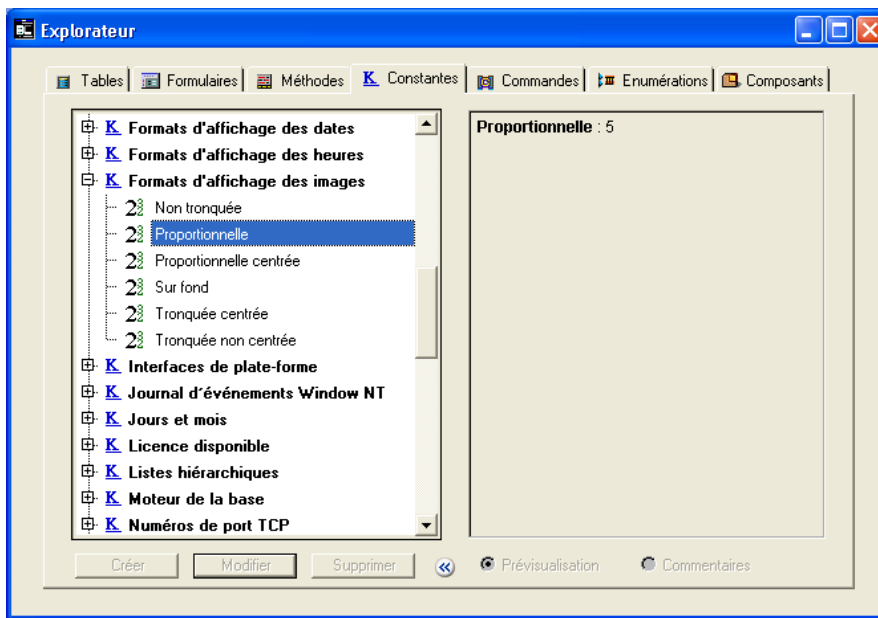 Explorateur
Tables Formulaires Méthodes K Constantes Commandes Enumérations Composants
K Formats d'affichage des dates
K Formats d'affichage des heures
K Formats d'affichage des images
Non tronquée
Proportionnelle
Proportionnelle centrée
Sur fond
Tronquée centrée
Tronquée non centrée
K Interfaces de plate-forme
K Journal d'événements Window NT
K Jours et mois
K Licence disponible
K Listes hiérarchiques
K Moteur de la base
K Numéros de port TCP
Proportionnelle : 5
Créer Modifier Supprimer Prévisualisation Commentaires